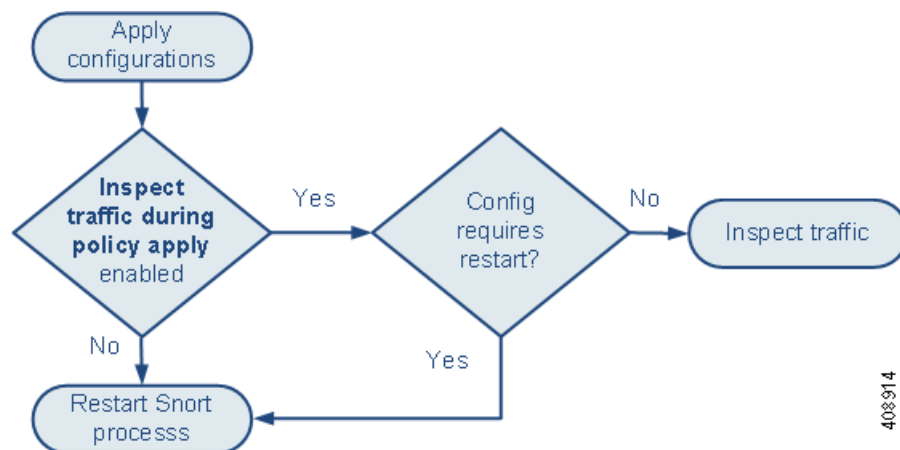 Apply
configurations
Inspect
traffic during
policy apply
enabled
Yes
Config
requires
restart?
No
Inspect traffic
No
Yes
Restart Snort
processs
408914